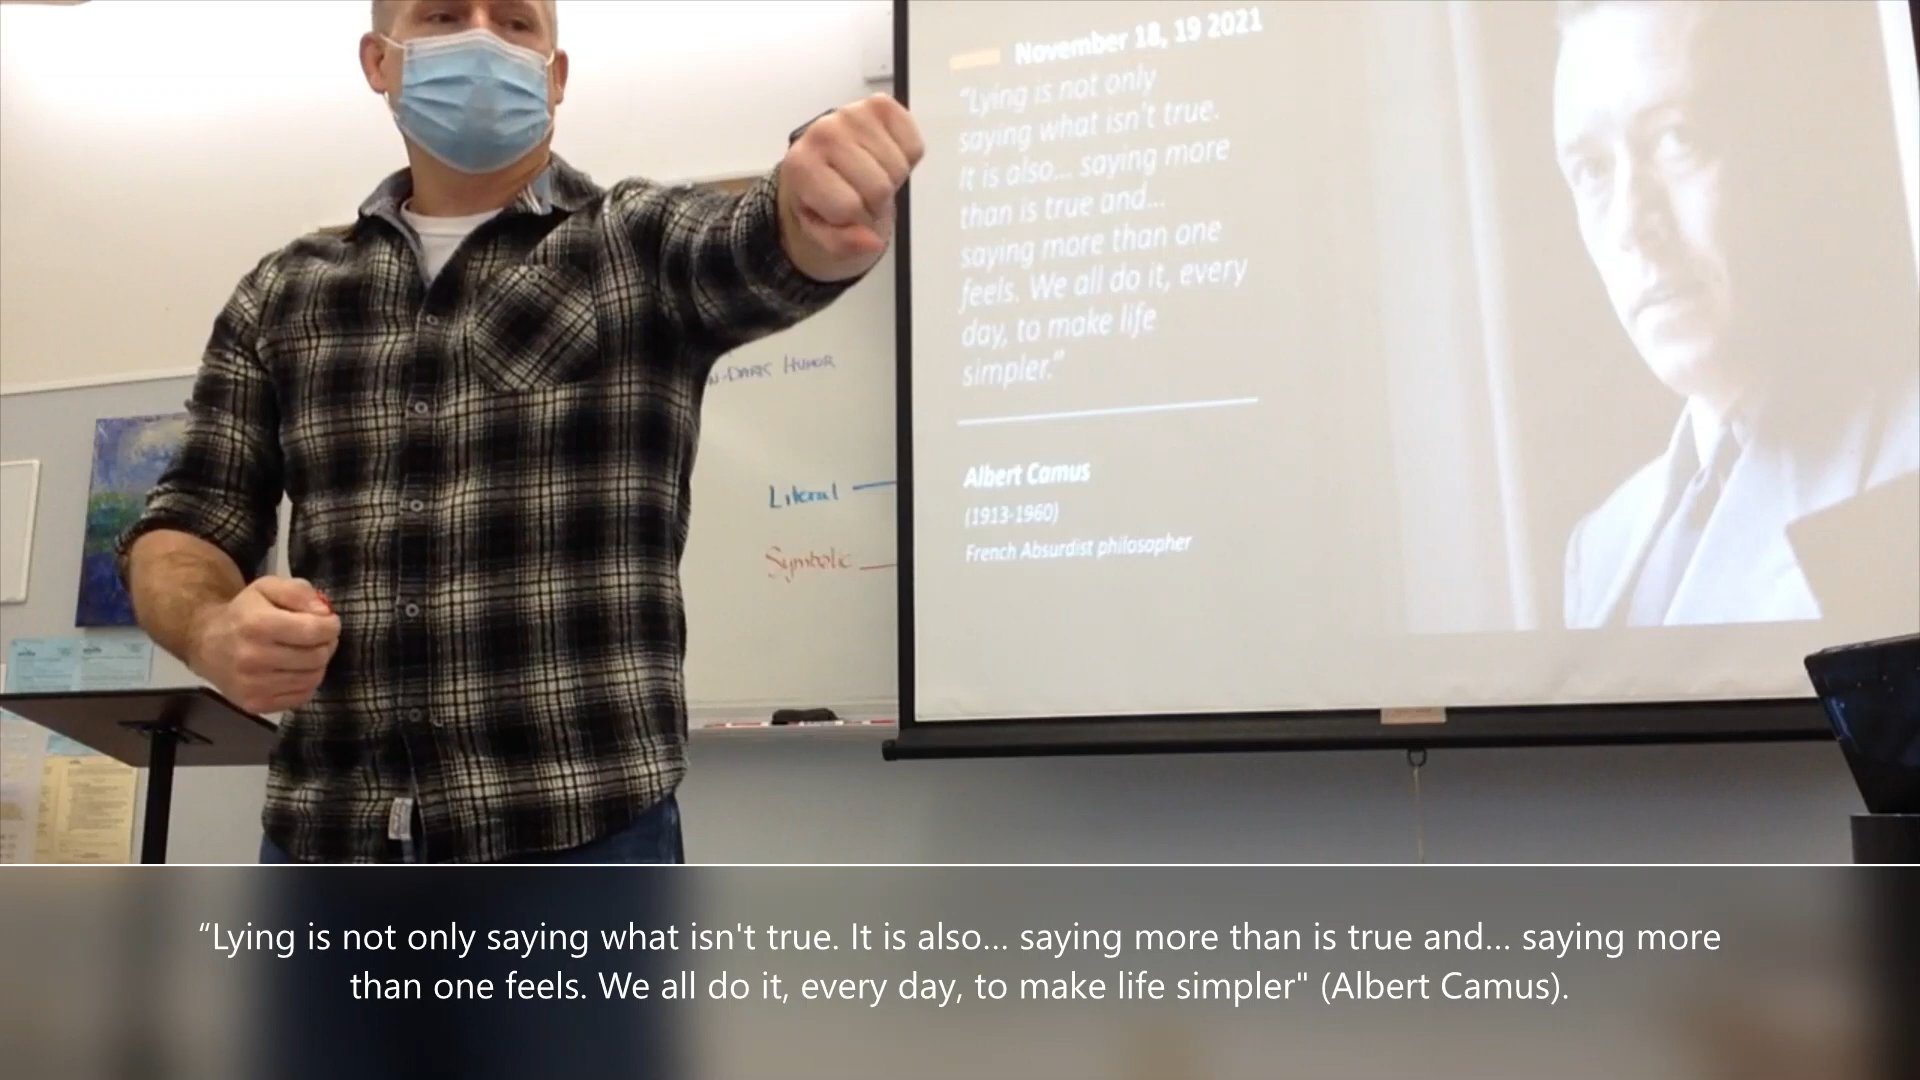 November 18, 19 2021
“Lying is not only
saying what isn't true.
It is also... saying more
than is true and...
saying more than one
feels. We all do it, every
day, to make life
simpler.”
Albert Camus
(1913-1960)
French Absurdist philosopher
N-DARK HUMOR
Literal
Symbolic
“Lying is not only saying what isn't true. It is also... saying more than is true and... saying more
than one feels. We all do it, every day, to make life simpler" (Albert Camus).